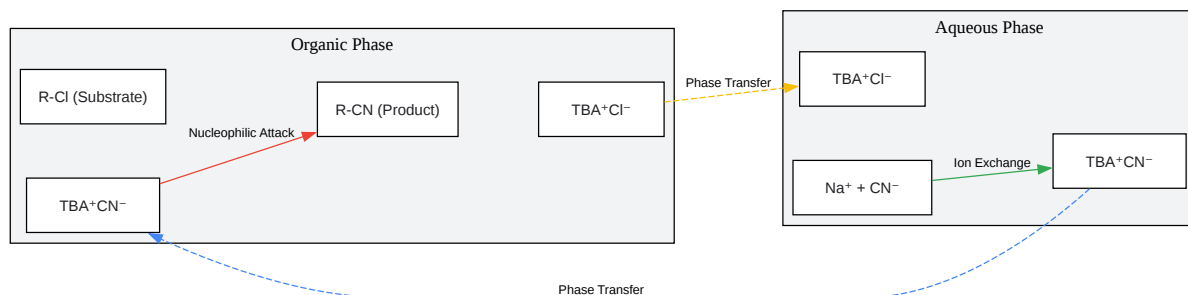 Organic Phase
R-Cl (Substrate)
R-CN (Product)
TBA⁺Cl⁻
Nucleophilic Attack
TBA⁺CN⁻
Phase Transfer
Aqueous Phase
TBA⁺Cl⁻
Na⁺ + CN⁻
Ion Exchange
TBA⁺CN⁻
Phase Transfer